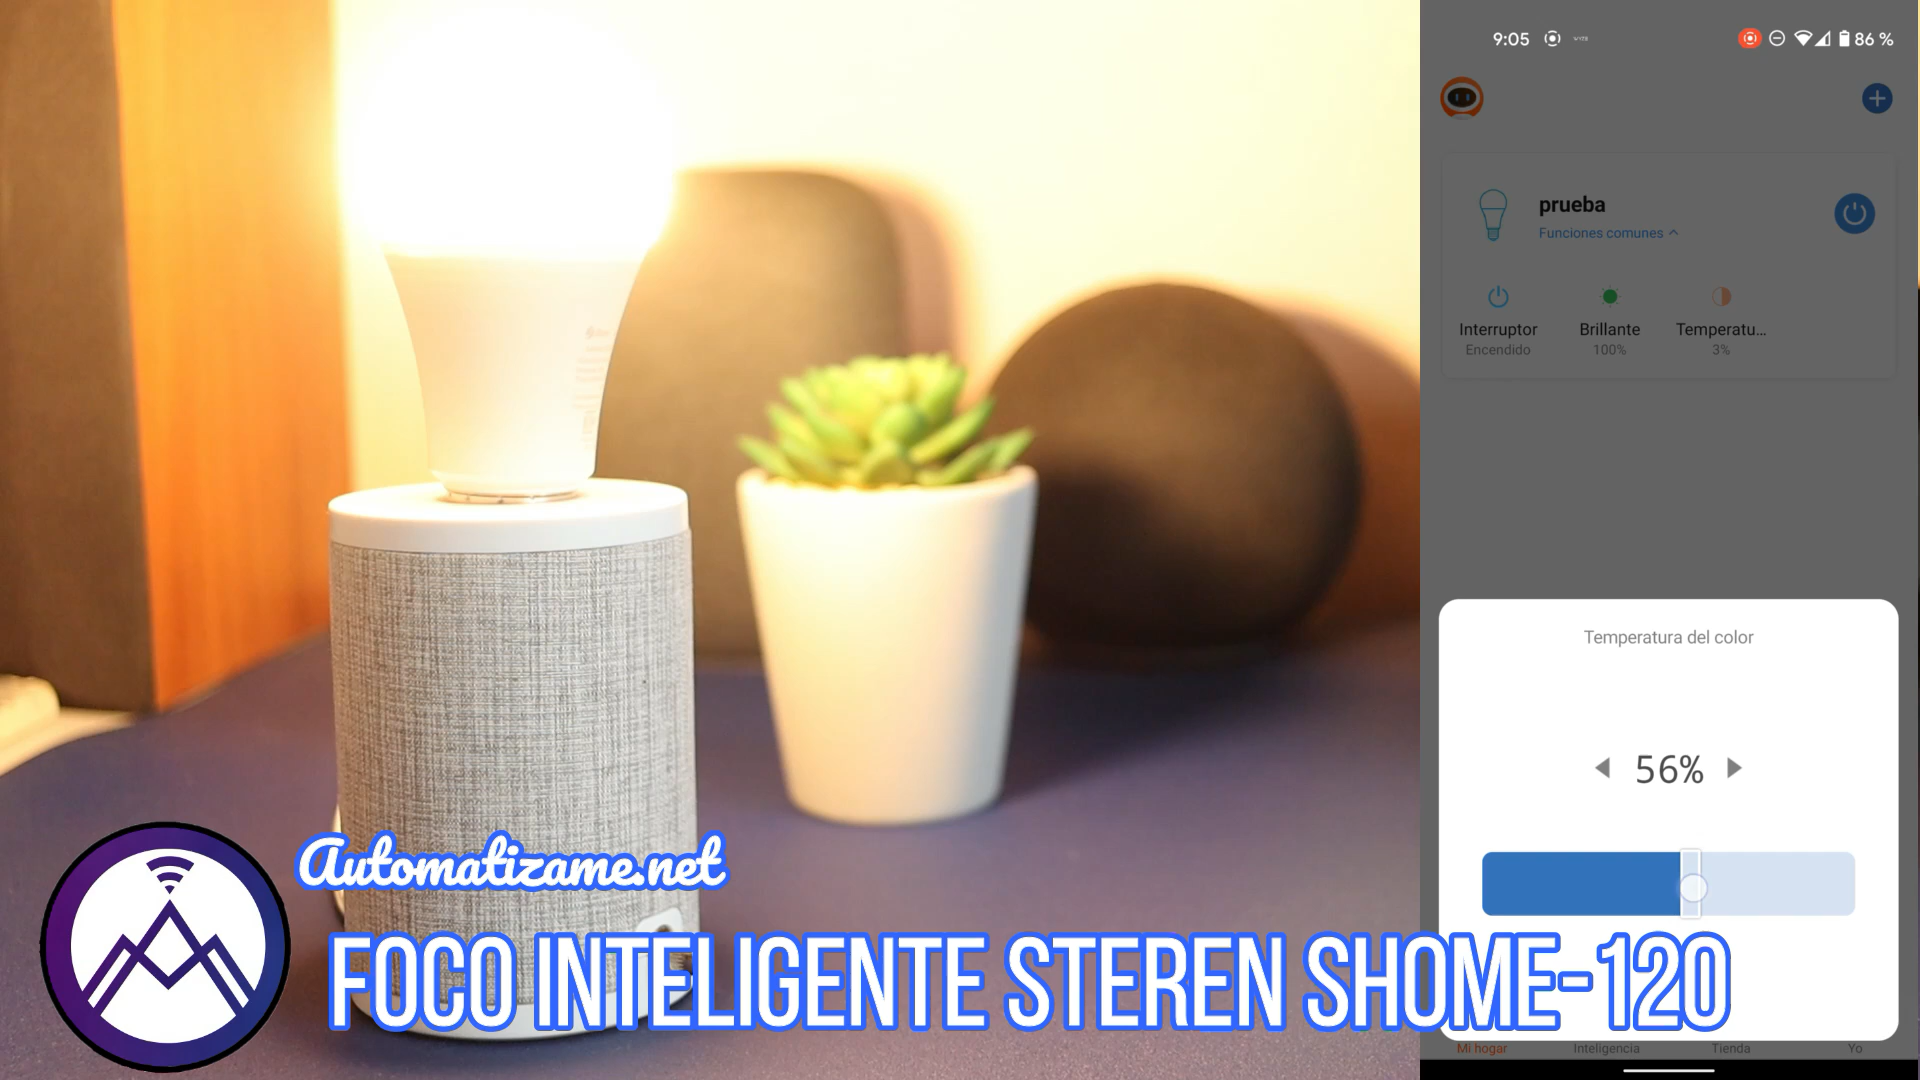 9:05
86 %
prueba
Funciones comunes
Interruptor
Encendido
Brillante
100%
Temperatu...
3%
Temperatura del color
56%
Automatizame.net
FOCO INTELIGENTE STEREN SHOME-120
Mi hogar
Inteligencia
Tienda
Yo